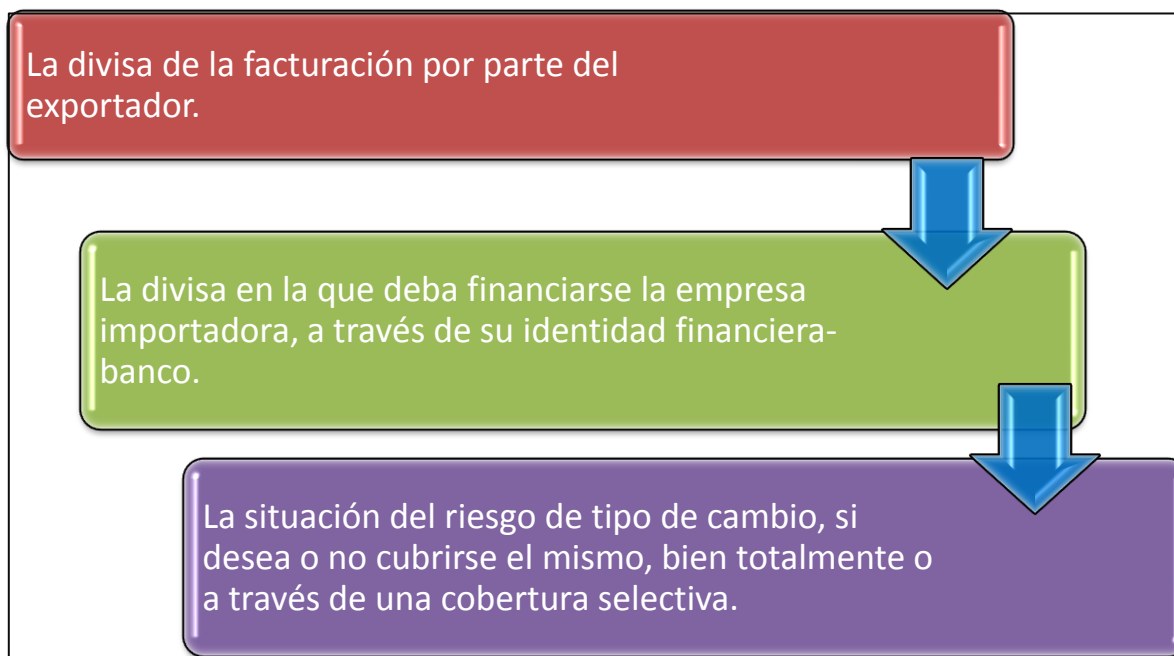 La divisa de la facturación por parte del
exportador.
La divisa en la que deba financiarse la empresa
importadora, a través de su identidad financiera-
banco.
La situación del riesgo de tipo de cambio, si
desea o no cubrirse el mismo, bien totalmente o
a través de una cobertura selectiva.